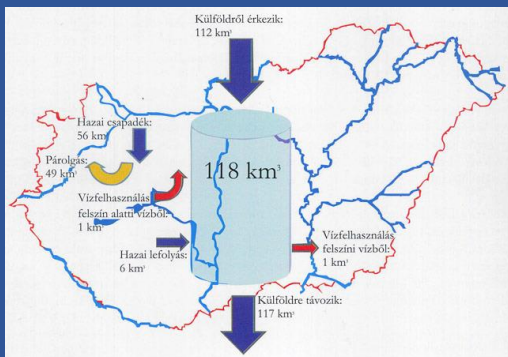 Külföldről érkezik:
112 km³
Hazai csapadék:
56 km³
Párolgás:
49 km³
118 km³
Vízfelhasználás
felszín alatti vízből:
1 km³
Vízfelhasználás
felszíni vízből:
1 km³
Hazai lefolyás:
6 km³
Külföldre távozik:
117 km³